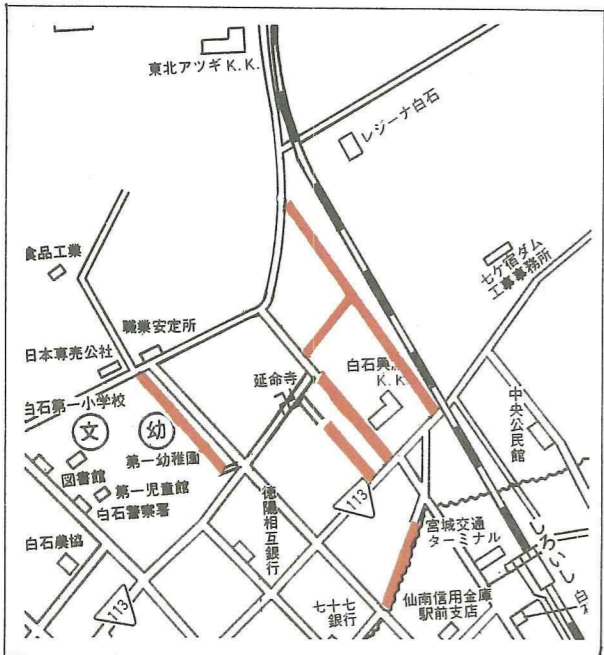 東北アツギK.K.
レジーナ白石
食品工業
七ケ宿ダム
工事事務所
職業安定所
日本専売公社
延命寺
白石興産
K.K.
白石第一小学校
文
幼
中央公民館
第一幼稚園
図書館
第一児童館
白石警察署
徳陽相互銀行
113
宮城交通
ターミナル
しろいし
白石農協
113
七十七
銀行
仙南信用金庫
駅前支店